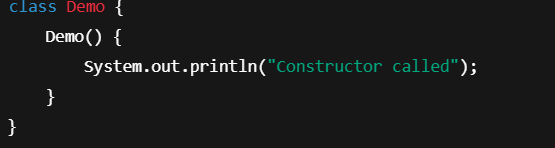 class Demo {
    Demo() {
        System.out.println("Constructor called");
    }
}